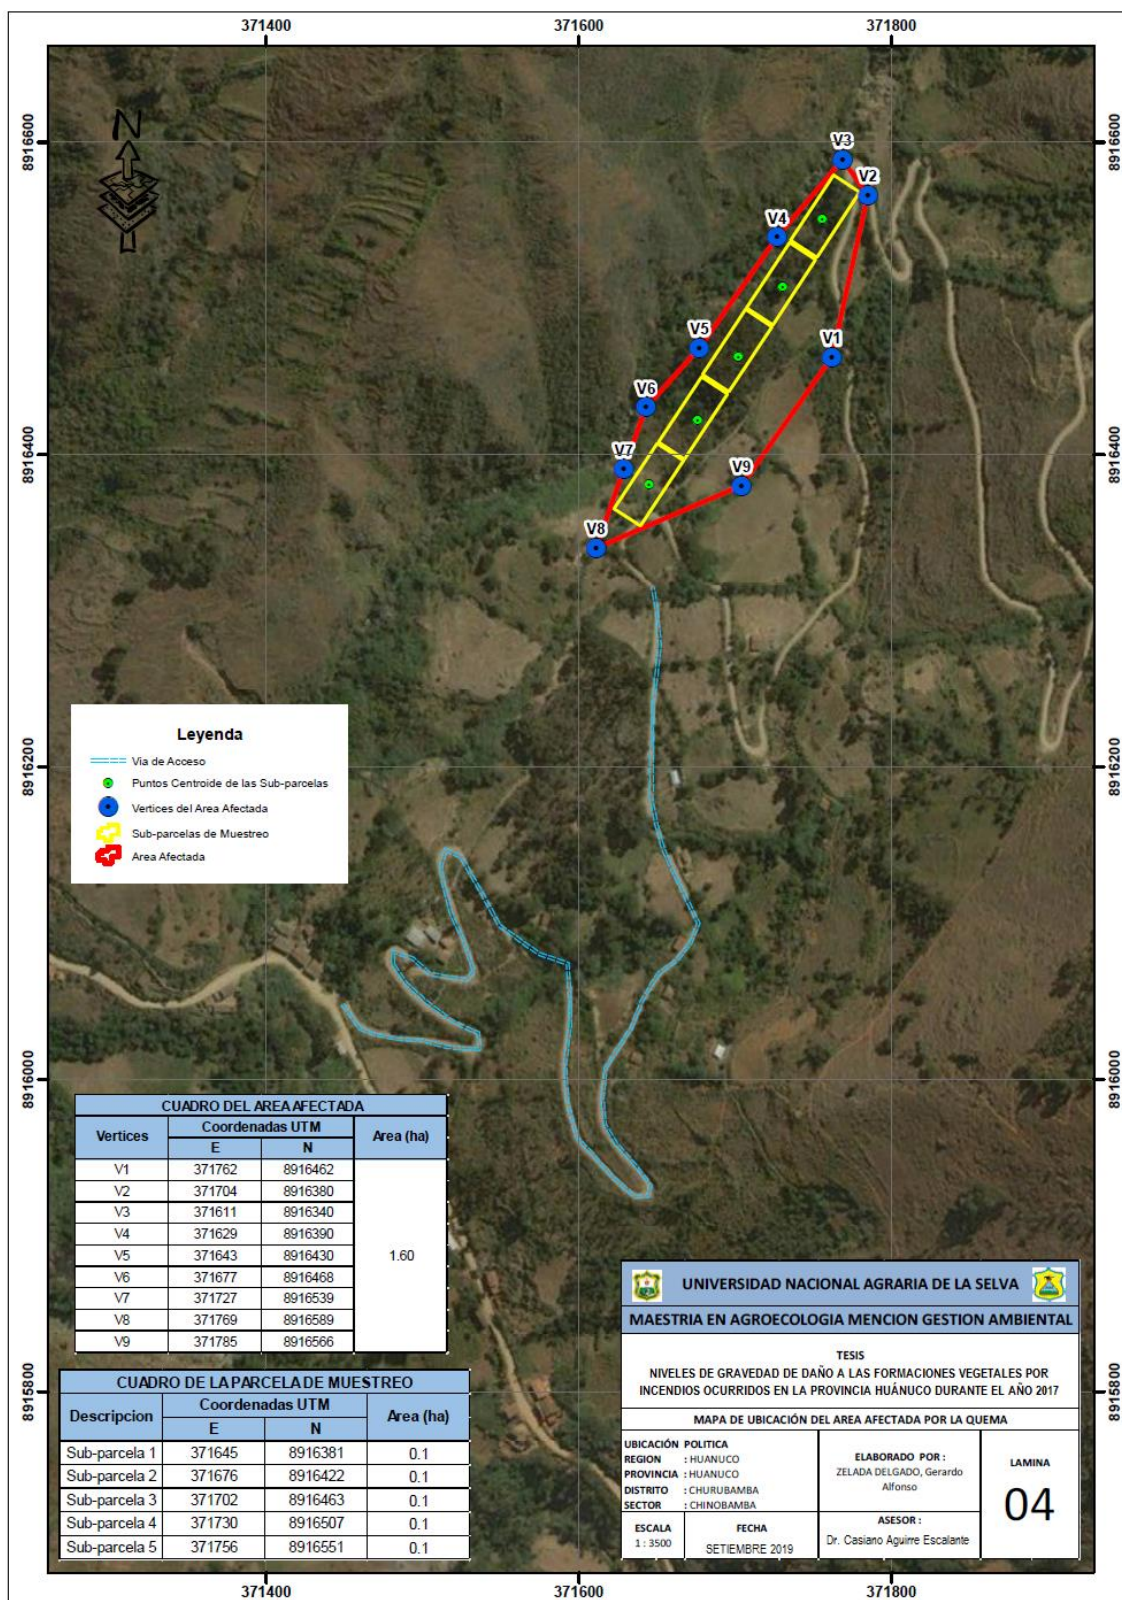 371400 371600 371800
N
8916600 8916600
V3
V2
V4
V1
V5
V6
V7
V9
V8
8916400 8916400
8916200 8916200
Leyenda
Via de Acceso
Puntos Centroide de las Sub-parcelas
Vertices del Area Afectada
Sub-parcelas de Muestreo
Area Afectada
8916000 8916000
CUADRO DEL AREA AFECTADA
Vertices Coordenadas UTM Area (ha)
E N
V1 371762 8916462
V2 371704 8916380
V3 371611 8916340
V4 371629 8916390
V5 371643 8916430 1.60
V6 371677 8916468
V7 371727 8916539
V8 371769 8916589
V9 371785 8916566
CUADRO DE LA PARCELA DE MUESTREO
Descripcion Coordenadas UTM Area (ha)
E N
Sub-parcela 1 371645 8916381 0.1
Sub-parcela 2 371676 8916422 0.1
Sub-parcela 3 371702 8916463 0.1
Sub-parcela 4 371730 8916507 0.1
Sub-parcela 5 371756 8916551 0.1
8915800 8915800
UNIVERSIDAD NACIONAL AGRARIA DE LA SELVA
MAESTRIA EN AGROECOLOGIA MENCION GESTION AMBIENTAL
TESIS
NIVELES DE GRAVEDAD DE DAÑO A LAS FORMACIONES VEGETALES POR
INCENDIOS OCURRIDOS EN LA PROVINCIA HUÁNUCO DURANTE EL AÑO 2017
MAPA DE UBICACIÓN DEL AREA AFECTADA POR LA QUEMA
UBICACIÓN POLITICA
REGION : HUANUCO
PROVINCIA : HUANUCO
DISTRITO : CHURUBAMBA
SECTOR : CHINOBAMBA
ELABORADO POR :
ZELADA DELGADO, Gerardo
Alfonso
LAMINA
04
ESCALA
1 : 3500
FECHA
SETIEMBRE 2019
ASESOR :
Dr. Casiano Aguirre Escalante
371400 371600 371800